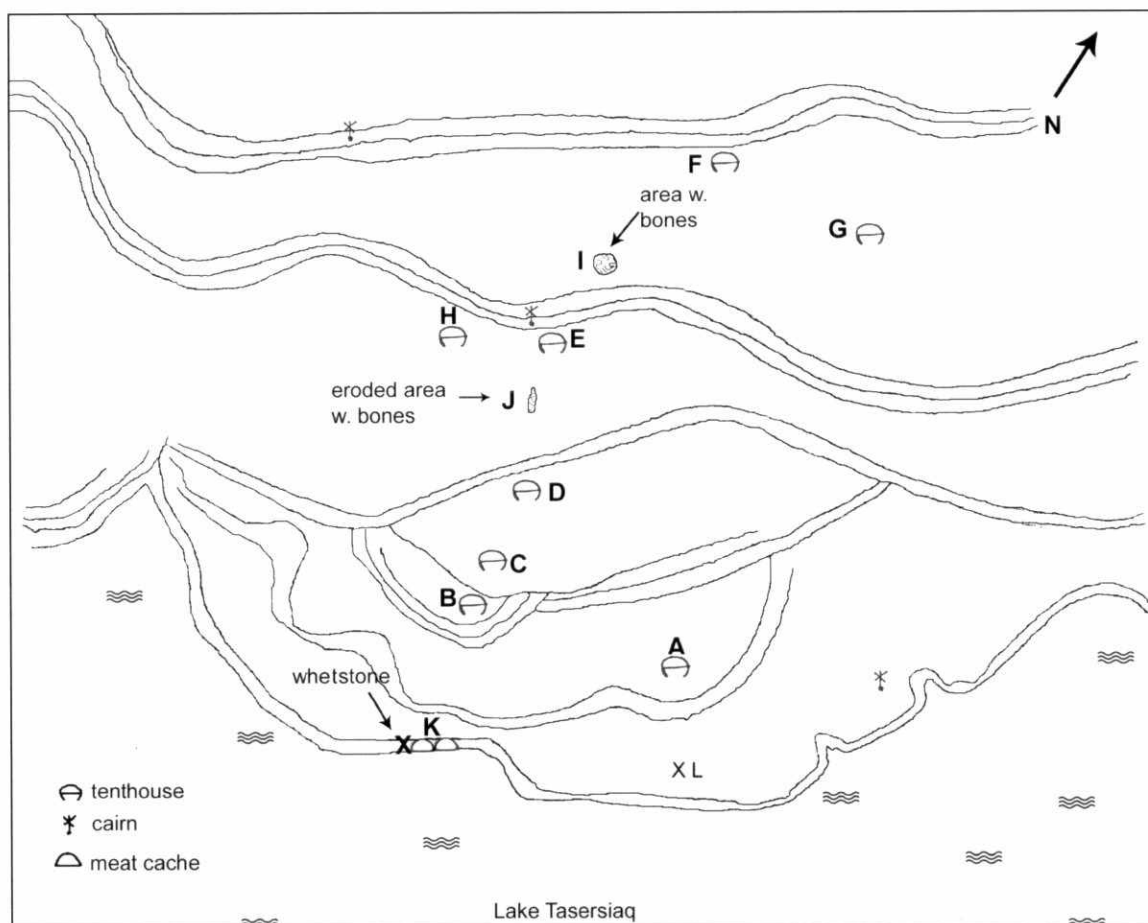 N
F
area w.
bones
G
I
H
E
eroded area
w. bones
J
D
C
B
A
whetstone
K
X
X L
tenthouse
cairn
meat cache
Lake Tasersiaq